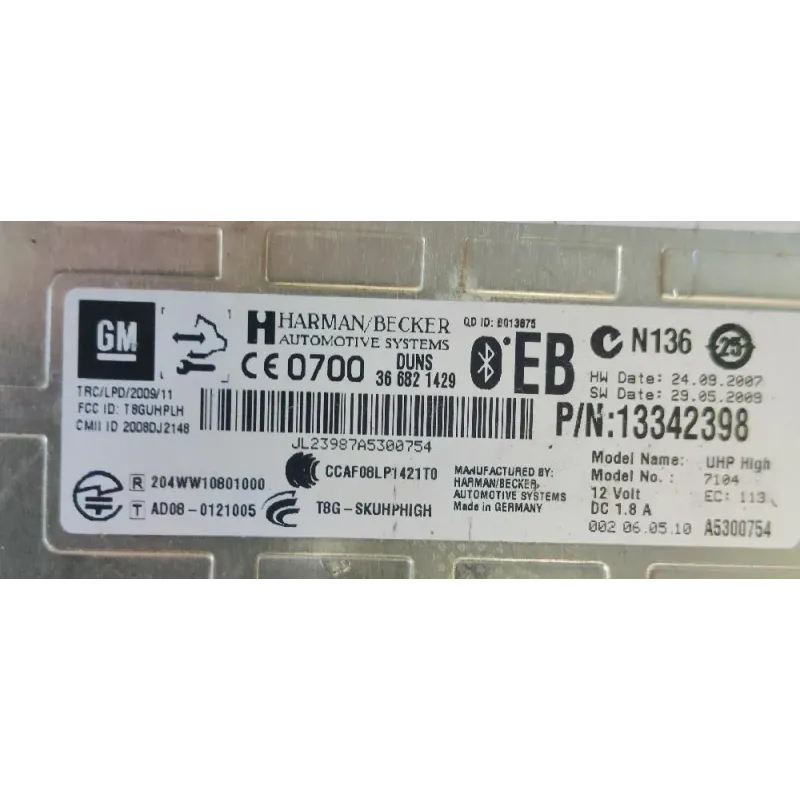 GM
HARMAN/BECKER
AUTOMOTIVE SYSTEMS
QD ID: B013875
CE 0700
DUNS
36 682 1429
EB
N136
25
HW Date: 24.09.2007
SW Date: 29.05.2009
TRC/LPD/2009/11
FCC ID: T8GUHPLH
CMII ID 2008DJ2148
JL23987A5300754
P/N:13342398
R 204WW10801000
T AD08-0121005
CCAF08LP1421T0
T8G-SKUHPHIGH
MANUFACTURED BY:
HARMAN/BECKER
AUTOMOTIVE SYSTEMS
Made in GERMANY
Model Name: UHP High
Model No.: 7104
12 Volt EC: 113
DC 1.8 A
002 06.05.10 A5300754